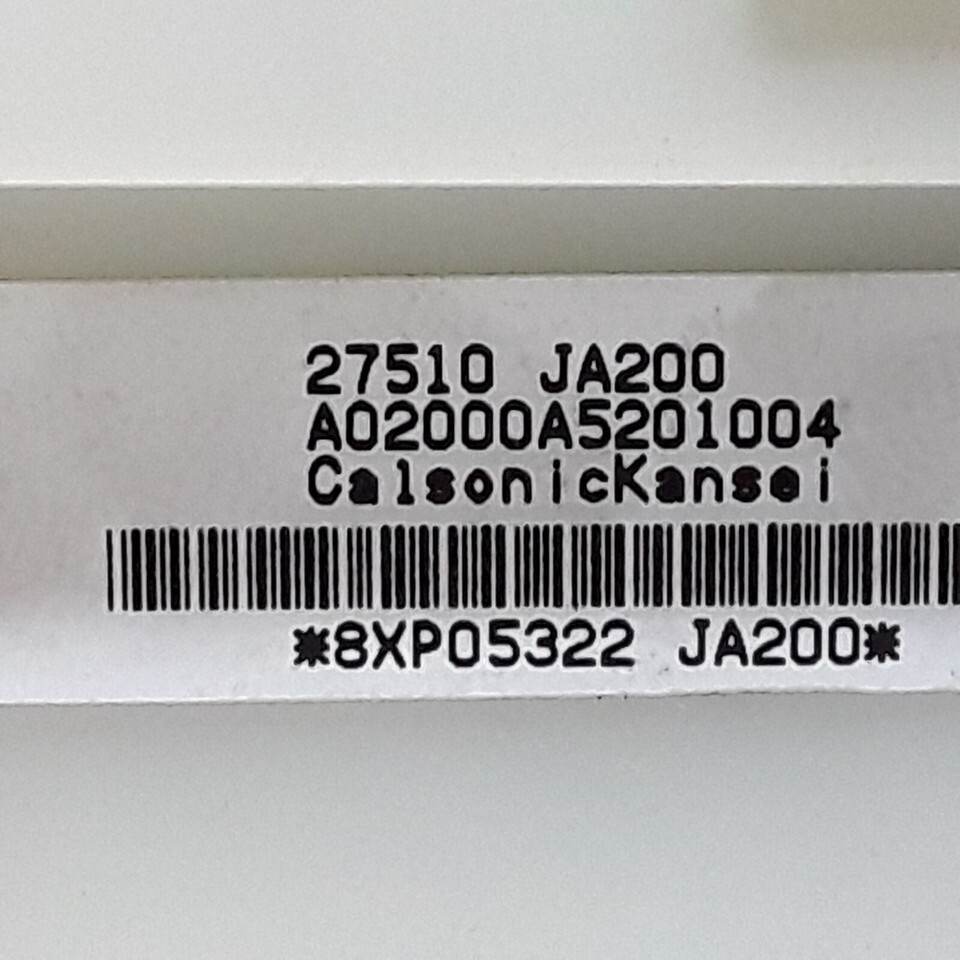 27510 JA200
A02000A5201004
CalsonicKansei
*8XP05322 JA200*